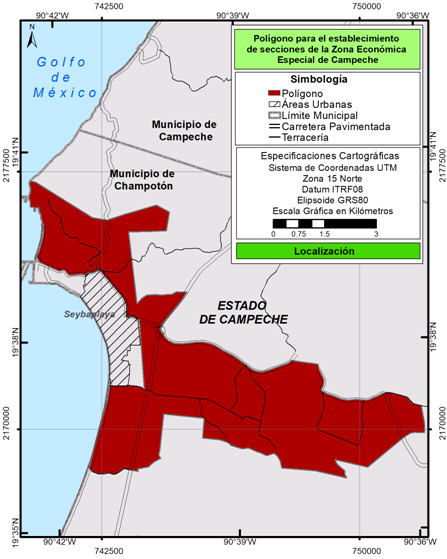 742500
750000
90°42'W
90°39'W
90°36'W
N
Golfo
de
México
Polígono para el establecimiento
de secciones de la Zona Económica
Especial de Campeche
Simbología
Polígono
Áreas Urbanas
Límite Municipal
Carretera Pavimentada
Terracería
Especificaciones Cartográficas
Sistema de Coordenadas UTM
Zona 15 Norte
Datum ITRF08
Elipsoide GRS80
Escala Gráfica en Kilómetros
0 0.75 1.5 3
Localización
Municipio de
Campeche
Municipio de
Champotón
2177500
19°41'N
2177500
19°41'N
Seybaplaya
ESTADO
DE CAMPECHE
19°38'N
19°38'N
2170000
2170000
19°35'N
19°35'N
90°42'W
90°39'W
90°36'W
742500
750000